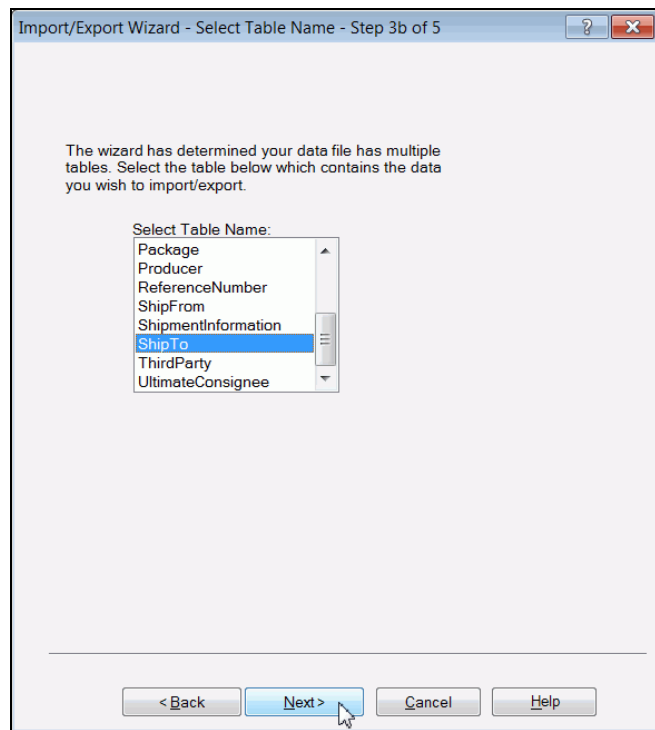 Import/Export Wizard - Select Table Name - Step 3b of 5
The wizard has determined your data file has multiple
tables. Select the table below which contains the data
you wish to import/export.
Select Table Name:
Package
Producer
ReferenceNumber
ShipFrom
ShipmentInformation
ShipTo
ThirdParty
UltimateConsignee
< Back Next > Cancel Help